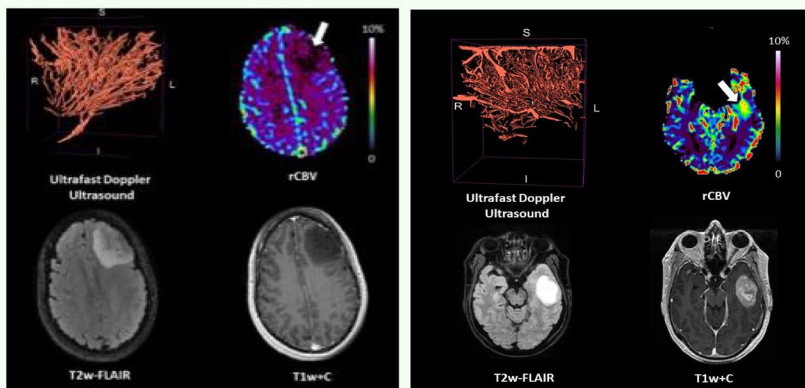 S
R
L
I
Ultrafast Doppler
Ultrasound
10%
0
rCBV
T2w-FLAIR
T1w+C
S
R
L
I
Ultrafast Doppler
Ultrasound
10%
0
rCBV
T2w-FLAIR
T1w+C